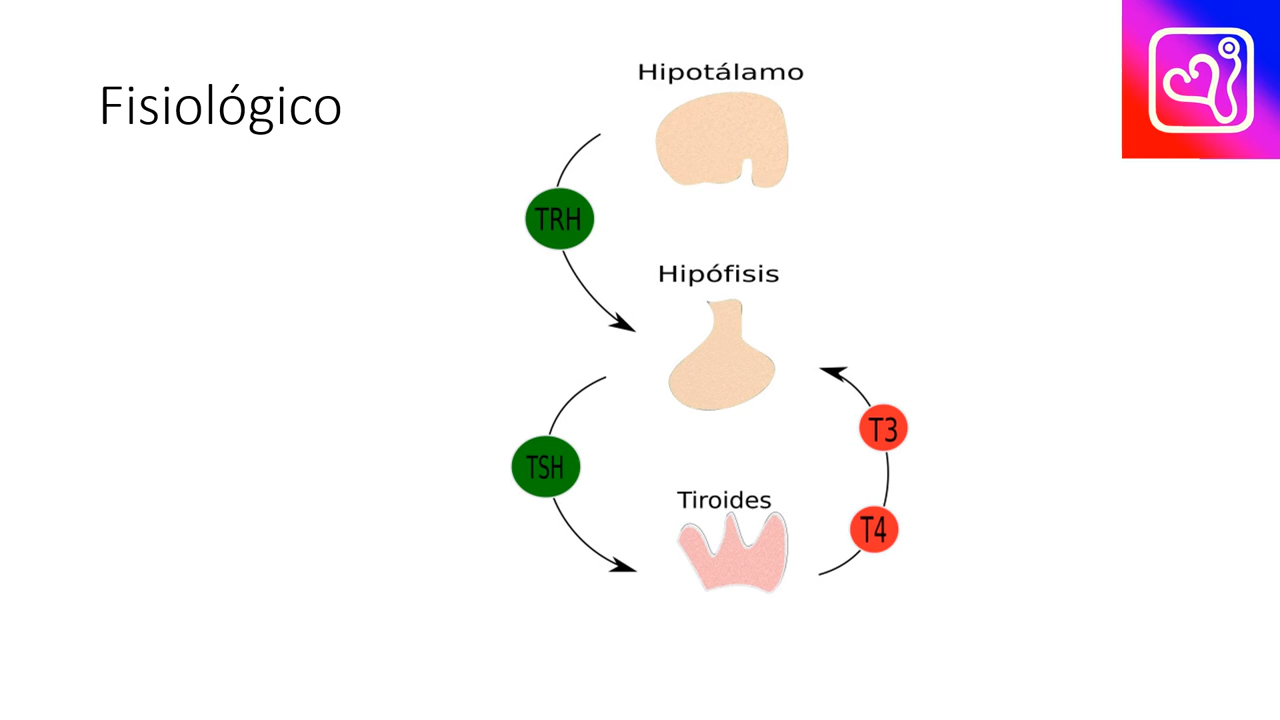 Fisiológico
Hipotálamo
TRH
Hipófisis
T3
TSH
Tiroides
T4